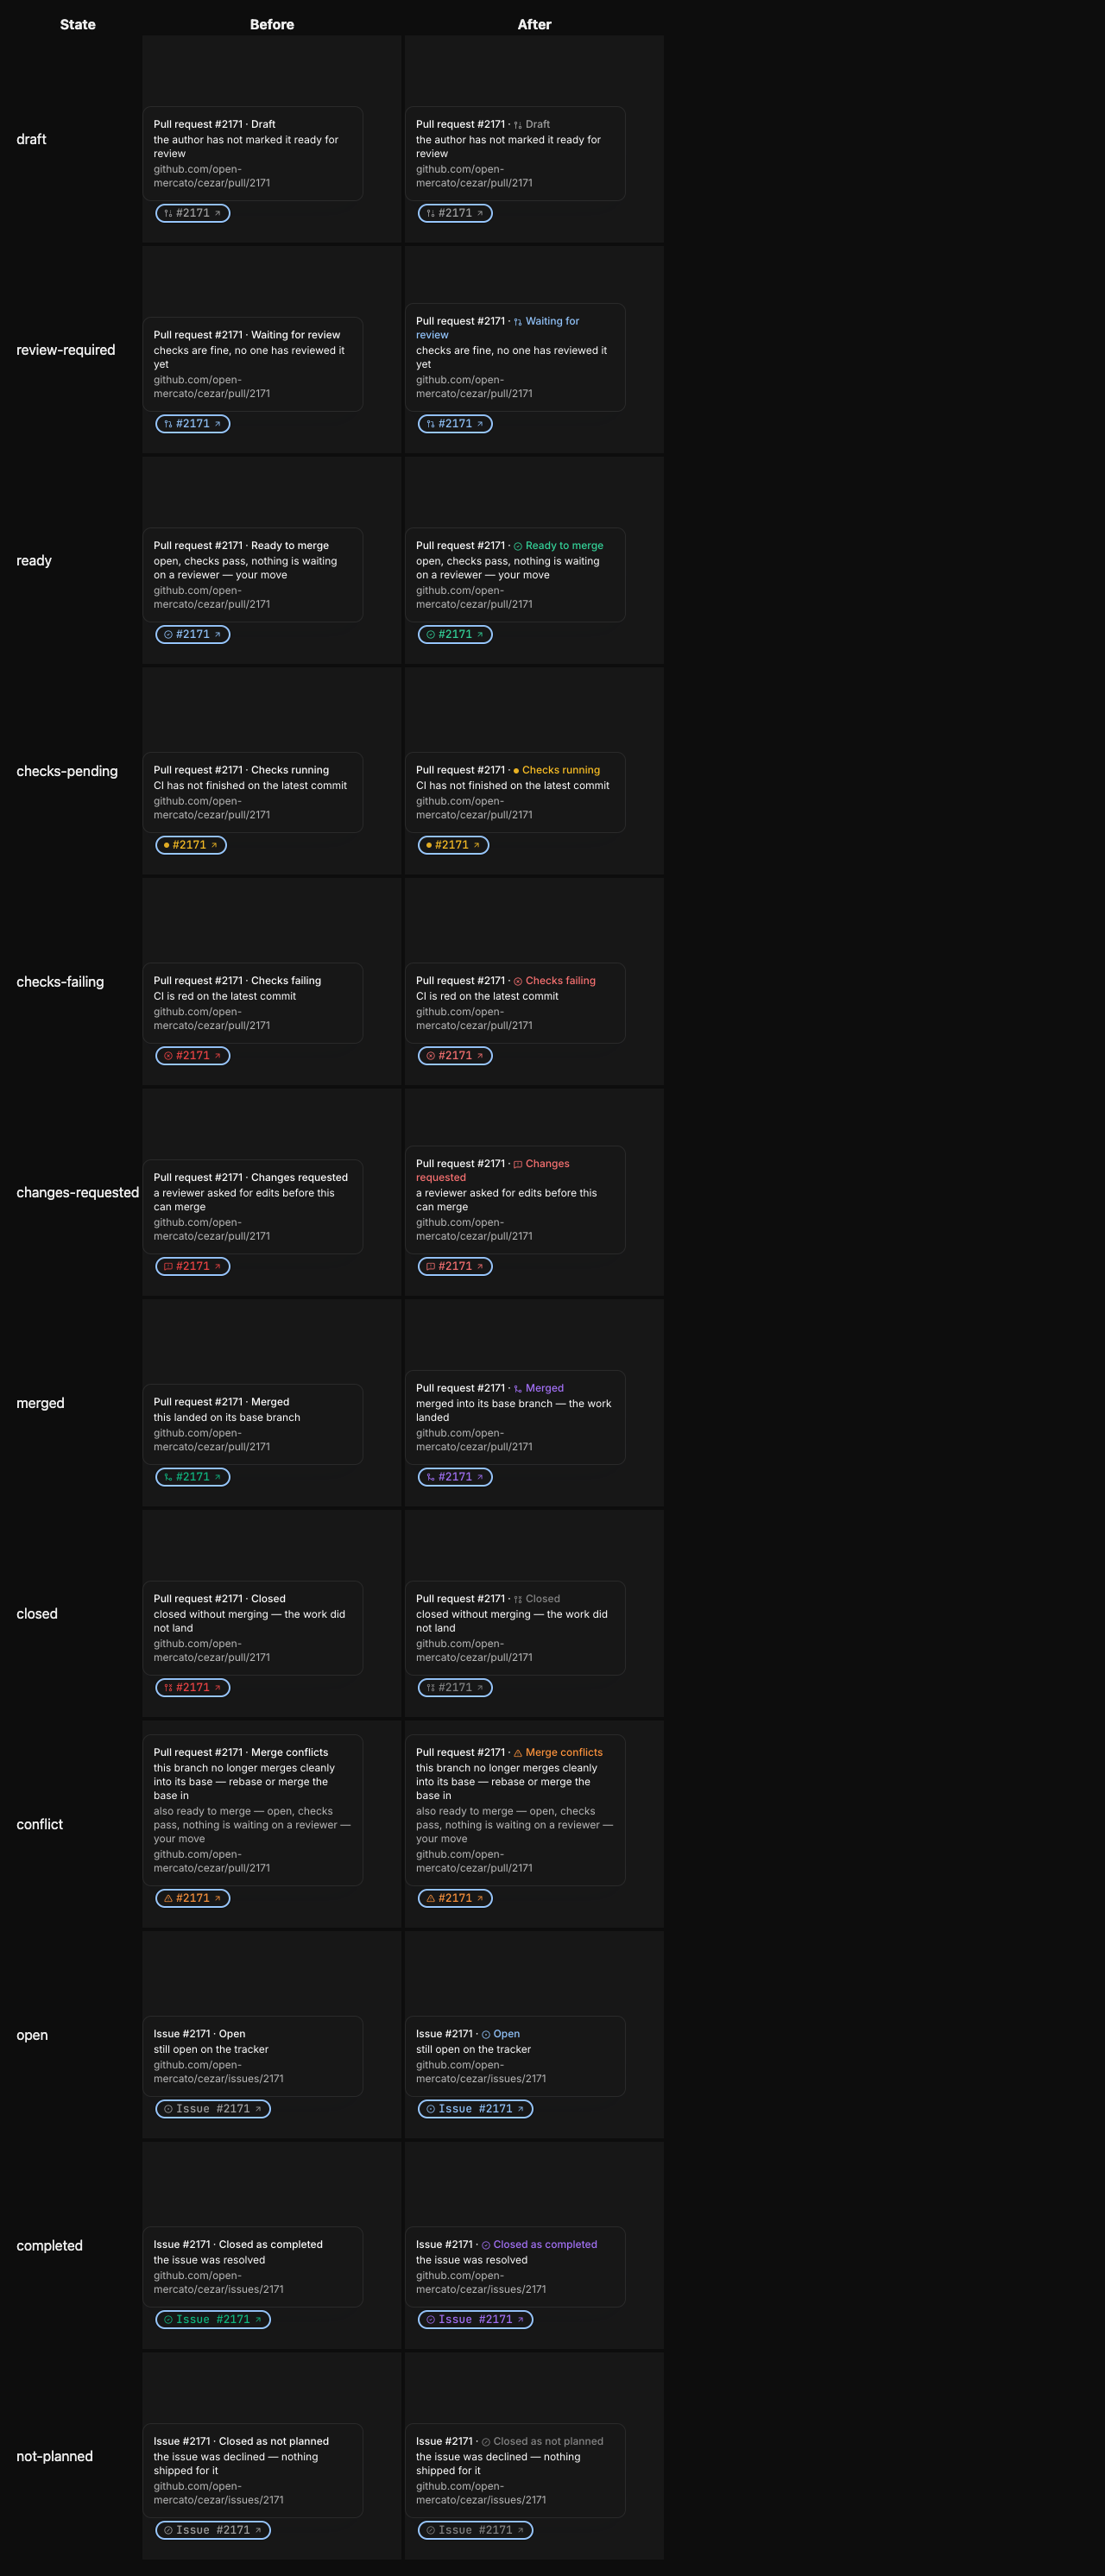 State Before After
draft
Pull request #2171 · Draft
the author has not marked it ready for
review
github.com/open-
mercato/cezar/pull/2171
#2171
Pull request #2171 · Draft
the author has not marked it ready for
review
github.com/open-
mercato/cezar/pull/2171
#2171
review-required
Pull request #2171 · Waiting for review
checks are fine, no one has reviewed it
yet
github.com/open-
mercato/cezar/pull/2171
#2171
Pull request #2171 · Waiting for
review
checks are fine, no one has reviewed it
yet
github.com/open-
mercato/cezar/pull/2171
#2171
ready
Pull request #2171 · Ready to merge
open, checks pass, nothing is waiting
on a reviewer — your move
github.com/open-
mercato/cezar/pull/2171
#2171
Pull request #2171 · Ready to merge
open, checks pass, nothing is waiting
on a reviewer — your move
github.com/open-
mercato/cezar/pull/2171
#2171
checks-pending
Pull request #2171 · Checks running
CI has not finished on the latest commit
github.com/open-
mercato/cezar/pull/2171
#2171
Pull request #2171 · Checks running
CI has not finished on the latest commit
github.com/open-
mercato/cezar/pull/2171
#2171
checks-failing
Pull request #2171 · Checks failing
CI is red on the latest commit
github.com/open-
mercato/cezar/pull/2171
#2171
Pull request #2171 · Checks failing
CI is red on the latest commit
github.com/open-
mercato/cezar/pull/2171
#2171
changes-requested
Pull request #2171 · Changes requested
a reviewer asked for edits before this
can merge
github.com/open-
mercato/cezar/pull/2171
#2171
Pull request #2171 · Changes
requested
a reviewer asked for edits before this
can merge
github.com/open-
mercato/cezar/pull/2171
#2171
merged
Pull request #2171 · Merged
this landed on its base branch
github.com/open-
mercato/cezar/pull/2171
#2171
Pull request #2171 · Merged
merged into its base branch — the work
landed
github.com/open-
mercato/cezar/pull/2171
#2171
closed
Pull request #2171 · Closed
closed without merging — the work did
not land
github.com/open-
mercato/cezar/pull/2171
#2171
Pull request #2171 · Closed
closed without merging — the work did
not land
github.com/open-
mercato/cezar/pull/2171
#2171
conflict
Pull request #2171 · Merge conflicts
this branch no longer merges cleanly
into its base — rebase or merge the
base in
also ready to merge — open, checks
pass, nothing is waiting on a reviewer —
your move
github.com/open-
mercato/cezar/pull/2171
#2171
Pull request #2171 · Merge conflicts
this branch no longer merges cleanly
into its base — rebase or merge the
base in
also ready to merge — open, checks
pass, nothing is waiting on a reviewer —
your move
github.com/open-
mercato/cezar/pull/2171
#2171
open
Issue #2171 · Open
still open on the tracker
github.com/open-
mercato/cezar/issues/2171
Issue #2171
Issue #2171 · Open
still open on the tracker
github.com/open-
mercato/cezar/issues/2171
Issue #2171
completed
Issue #2171 · Closed as completed
the issue was resolved
github.com/open-
mercato/cezar/issues/2171
Issue #2171
Issue #2171 · Closed as completed
the issue was resolved
github.com/open-
mercato/cezar/issues/2171
Issue #2171
not-planned
Issue #2171 · Closed as not planned
the issue was declined — nothing
shipped for it
github.com/open-
mercato/cezar/issues/2171
Issue #2171
Issue #2171 · Closed as not planned
the issue was declined — nothing
shipped for it
github.com/open-
mercato/cezar/issues/2171
Issue #2171